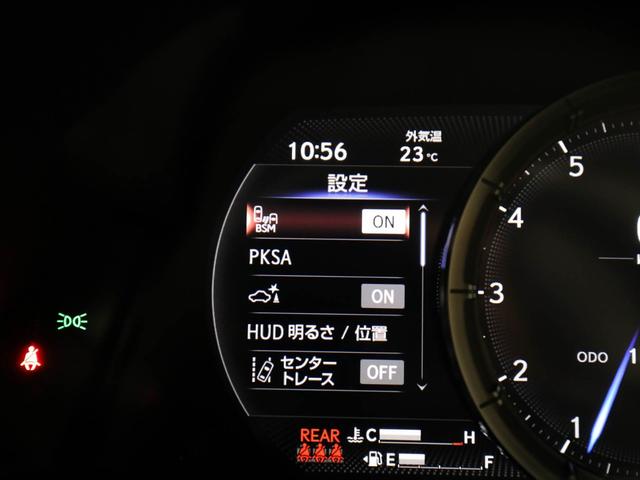 外気温
10:56 23℃
設定
BSM ON
PKSA
ON
HUD 明るさ / 位置
センター
トレース OFF
REAR C H
E F
5
4
3
2
1
ODO 1